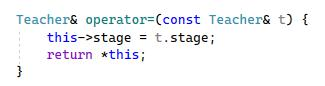 Teacher& operator=(const Teacher& t) {
    this->stage = t.stage;
    return *this;
}